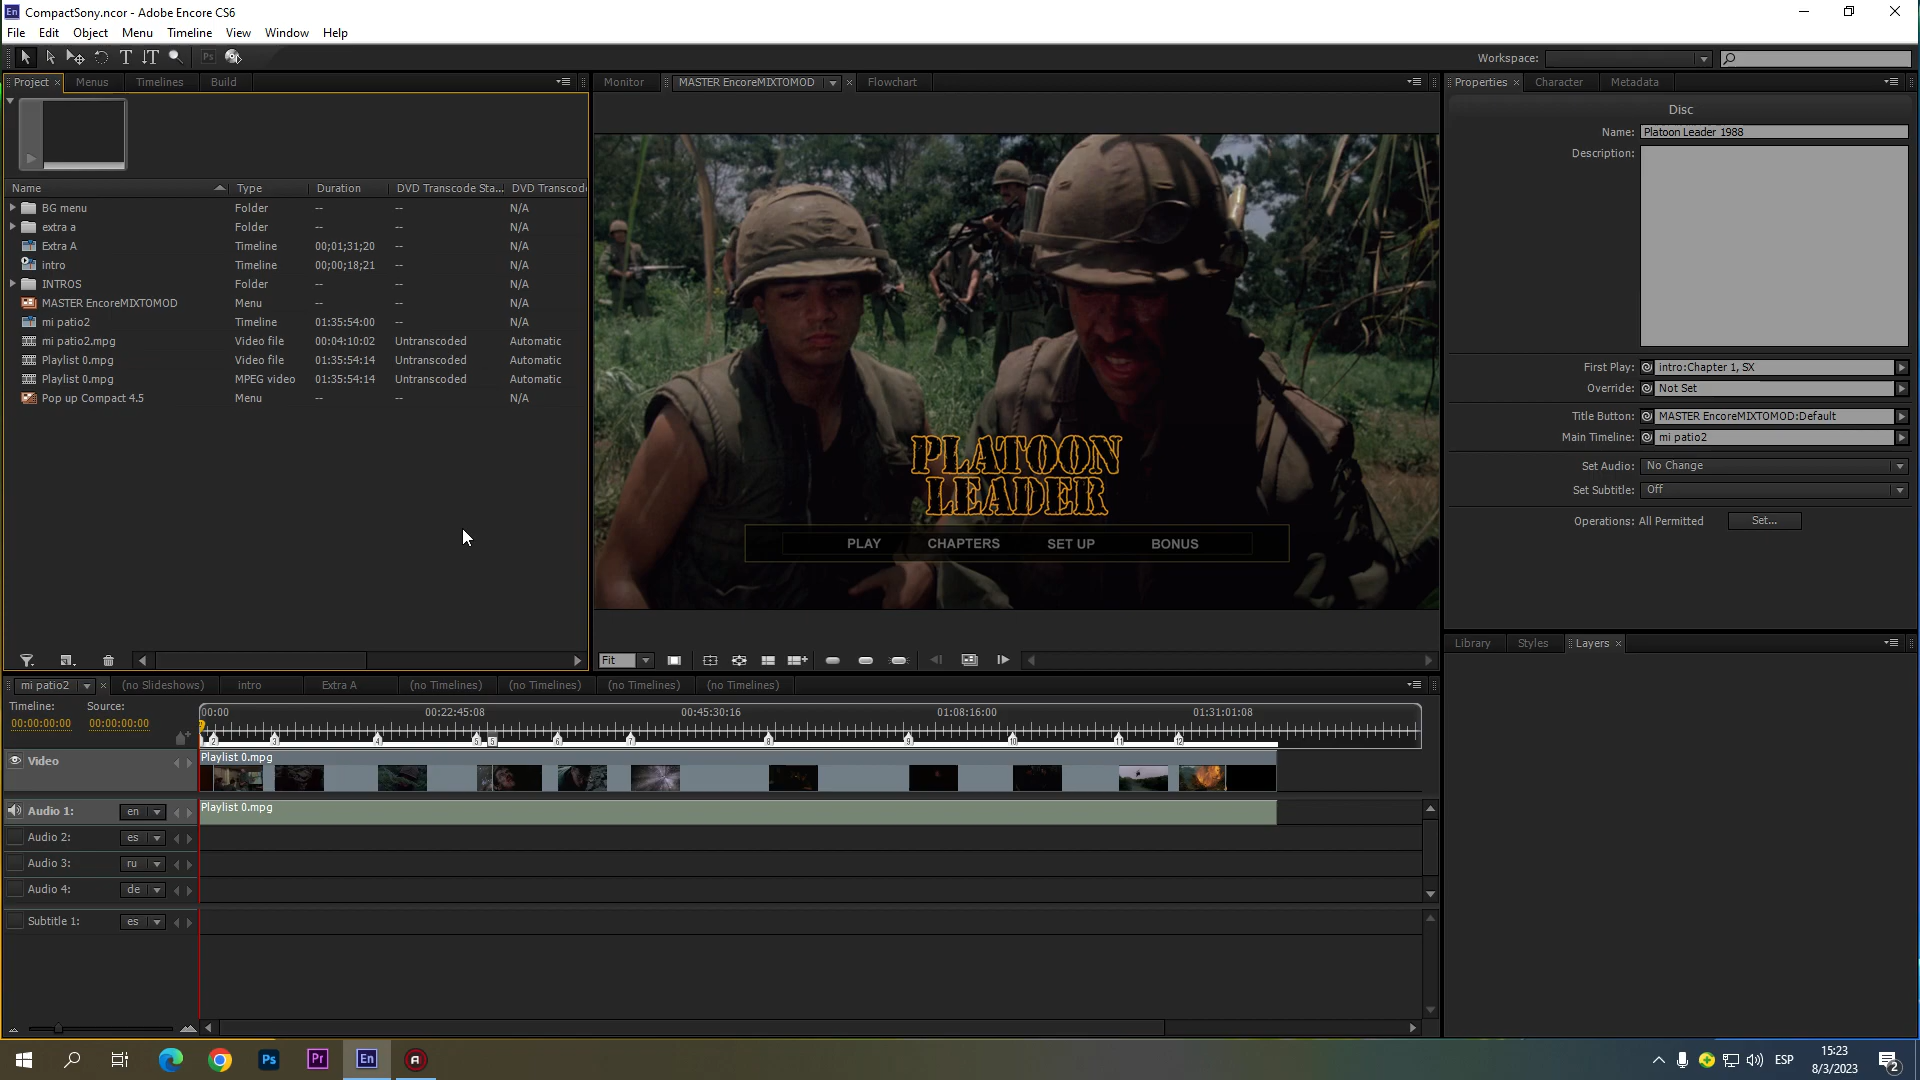 CompactSony.ncor - Adobe Encore CS6
File Edit Object Menu Timeline View Window Help
Workspace:
Project Menus Timelines Build
Monitor MASTER EncoreMIXTOMOD Flowchart
Properties Character Metadata
Disc
Name: Platoon Leader 1988
Description:
Name Type Duration DVD Transcode Sta... DVD Transcod
BG menu Folder -- -- N/A
extra a Folder -- -- N/A
Extra A Timeline 00;01;31;20 -- N/A
intro Timeline 00;00;18;21 -- N/A
INTROS Folder -- -- N/A
MASTER EncoreMIXTOMOD Menu -- -- N/A
mi patio2 Timeline 01:35:54:00 -- N/A
mi patio2.mpg Video file 00:04:10:02 Untranscoded Automatic
Playlist 0.mpg Video file 01:35:54:14 Untranscoded Automatic
Playlist 0.mpg MPEG video 01:35:54:14 Untranscoded Automatic
Pop up Compact 4.5 Menu -- -- N/A
PLATOON
LEADER
PLAY CHAPTERS SET UP BONUS
First Play: intro:Chapter 1, SX
Override: Not Set
Title Button: MASTER EncoreMIXTOMOD:Default
Main Timeline: mi patio2
Set Audio: No Change
Set Subtitle: Off
Operations: All Permitted Set...
Fit
Library Styles Layers
mi patio2 (no Slideshows) intro Extra A (no Timelines) (no Timelines) (no Timelines) (no Timelines)
Timeline: Source:
00:00:00:00 00:00:00:00
00:00 00:22:45:08 00:45:30:16 01:08:16:00 01:31:01:08
Video
Playlist 0.mpg
Audio 1: en
Playlist 0.mpg
Audio 2: es
Audio 3: ru
Audio 4: de
Subtitle 1: es
Ps Pr En
ESP
15:23
8/3/2023
2